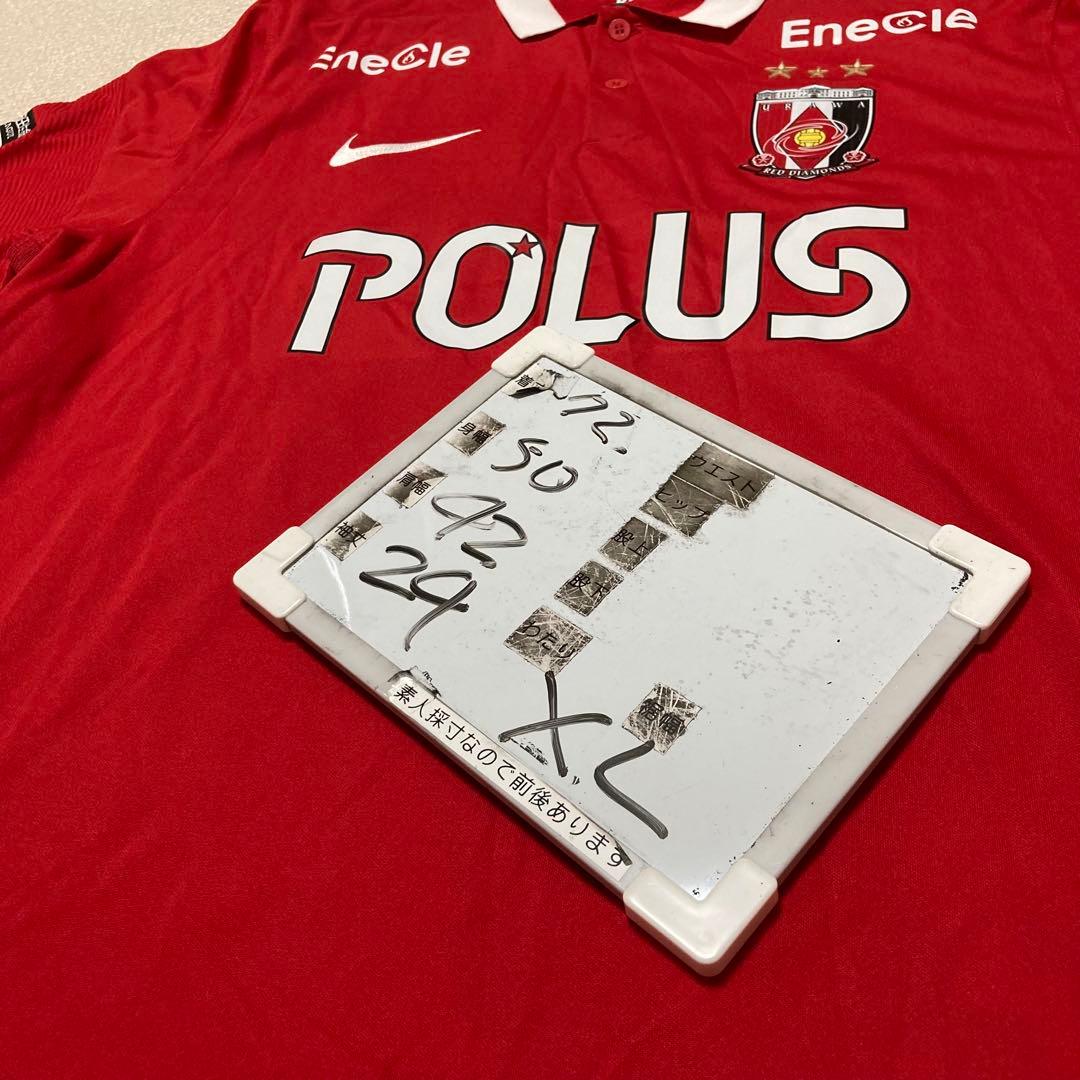 EneCle
EneCle
URAWA
RED DIAMONDS
POLUS
着丈 72.
身幅 50
肩幅 42
袖丈 29
ウエスト
ヒップ
股上
股下
わたり
裾幅
XL
素人採寸なので前後あります